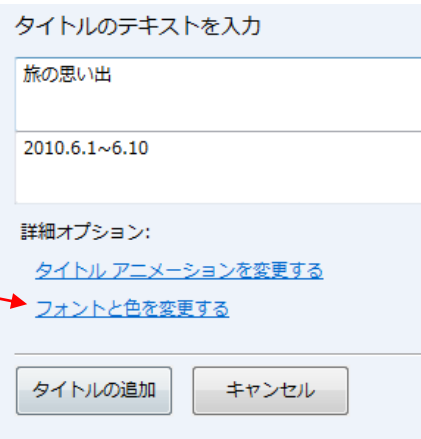 タイトルのテキストを入力
旅の思い出
2010.6.1~6.10
詳細オプション:
タイトル アニメーションを変更する
フォントと色を変更する
タイトルの追加
キャンセル